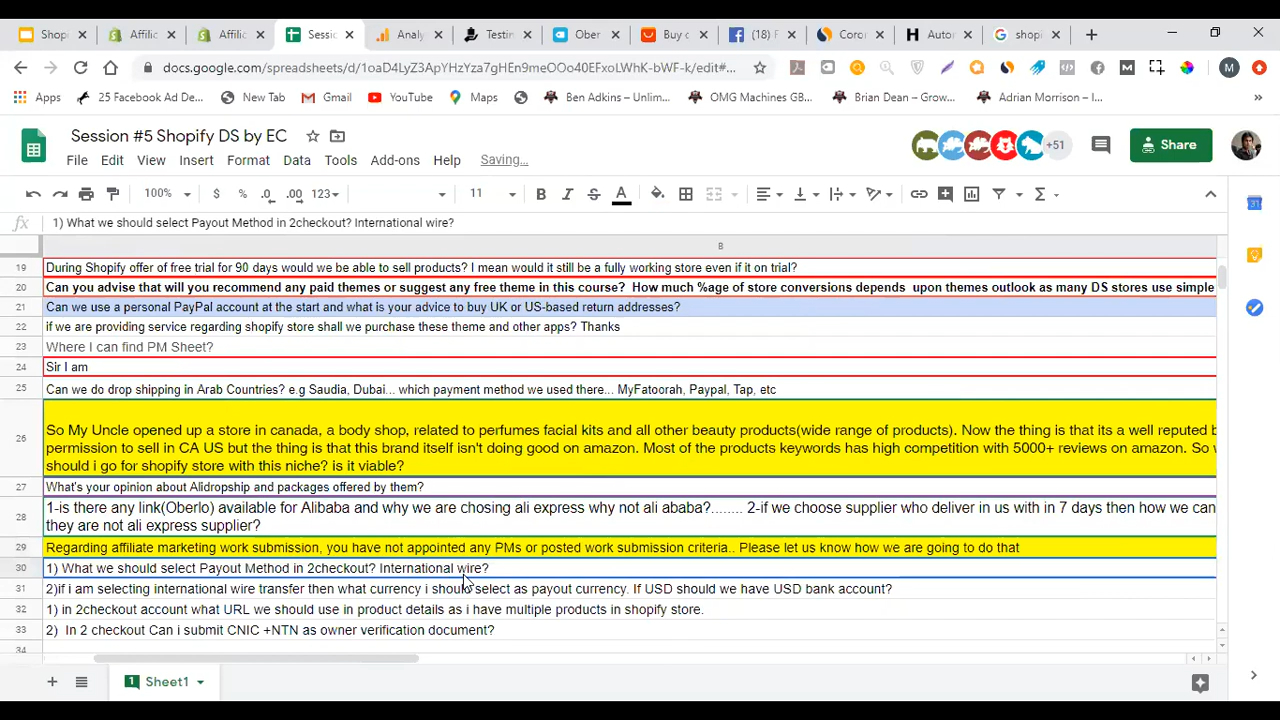 Shop
Affilic
Affilic
Sessi
Analy
Testin
Ober
Buy c
(18) F
Coro
Autor
shopi
docs.google.com/spreadsheets/d/1oaD4LyZ3ApYHzYza7gHEn9meOOo40EFxoLWhK-bWF-k/edit#...
Apps
25 Facebook Ad De...
New Tab
Gmail
YouTube
Maps
Ben Adkins – Unlim...
OMG Machines GB...
Brian Dean – Grow...
Adrian Morrison – I...
Session #5 Shopify DS by EC
+51
Share
File Edit View Insert Format Data Tools Add-ons Help Saving...
100% $ % .0 .00 123 11 B I S A
fx 1) What we should select Payout Method in 2checkout? International wire?
B
19 During Shopify offer of free trial for 90 days would we be able to sell products? I mean would it still be a fully working store even if it on trial?
20 Can you advise that will you recommend any paid themes or suggest any free theme in this course? How much %age of store conversions depends upon themes outlook as many DS stores use simple
21 Can we use a personal PayPal account at the start and what is your advice to buy UK or US-based return addresses?
22 if we are providing service regarding shopify store shall we purchase these theme and other apps? Thanks
23 Where I can find PM Sheet?
24 Sir I am
25 Can we do drop shipping in Arab Countries? e.g Saudia, Dubai... which payment method we used there... MyFatoorah, Paypal, Tap, etc
So My Uncle opened up a store in canada, a body shop, related to perfumes facial kits and all other beauty products(wide range of products). Now the thing is that its a well reputed b
26 permission to sell in CA US but the thing is that this brand itself isn't doing good on amazon. Most of the products keywords has high competition with 5000+ reviews on amazon. So
should i go for shopify store with this niche? is it viable?
27 What's your opinion about Alidropship and packages offered by them?
28 1-is there any link(Oberlo) available for Alibaba and why we are chosing ali express why not ali ababa?........ 2-if we choose supplier who deliver in us with in 7 days then how we can
they are not ali express supplier?
29 Regarding affiliate marketing work submission, you have not appointed any PMs or posted work submission criteria.. Please let us know how we are going to do that
30 1) What we should select Payout Method in 2checkout? International wire?
31 2)if i am selecting international wire transfer then what currency i should select as payout currency. If USD should we have USD bank account?
32 1) in 2checkout account what URL we should use in product details as i have multiple products in shopify store.
33 2) In 2 checkout Can i submit CNIC +NTN as owner verification document?
34
1 Sheet1